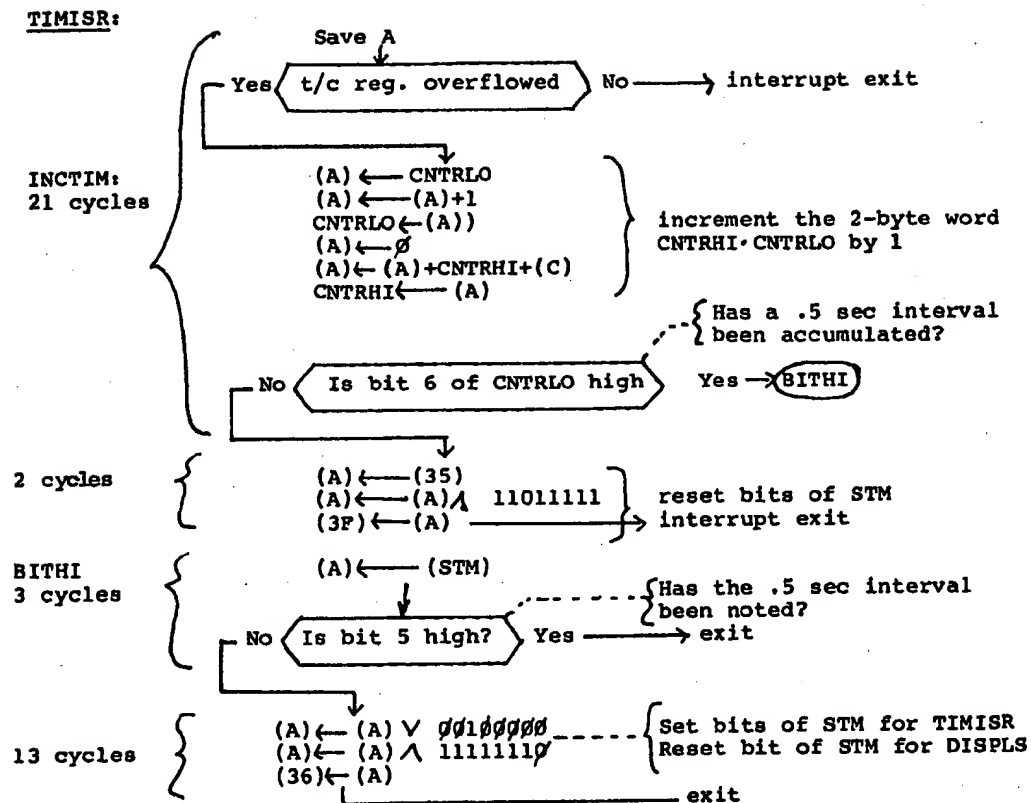 TIMISR:
Save A
Yes t/c reg. overflowed No → interrupt exit
INCTIM:
21 cycles
(A) ← CNTRLO
(A) ← (A)+1
CNTRLO ← (A))
(A) ← Ø
(A) ← (A)+CNTRHI+(C)
CNTRHI ← (A)
increment the 2-byte word
CNTRHI·CNTRLO by 1
Has a .5 sec interval
been accumulated?
No Is bit 6 of CNTRLO high Yes → BITHI
2 cycles
(A) ← (35)
(A) ← (A) ∧ 11011111
(3F) ← (A)
reset bits of STM
interrupt exit
BITHI
3 cycles
(A) ← (STM)
Has the .5 sec interval
been noted?
No Is bit 5 high? Yes → exit
13 cycles
(A) ← (A) ∨ ØØ1ØØØØØ
(A) ← (A) ∧ 1111111Ø
(36) ← (A)
Set bits of STM for TIMISR
Reset bit of STM for DISPLS
exit